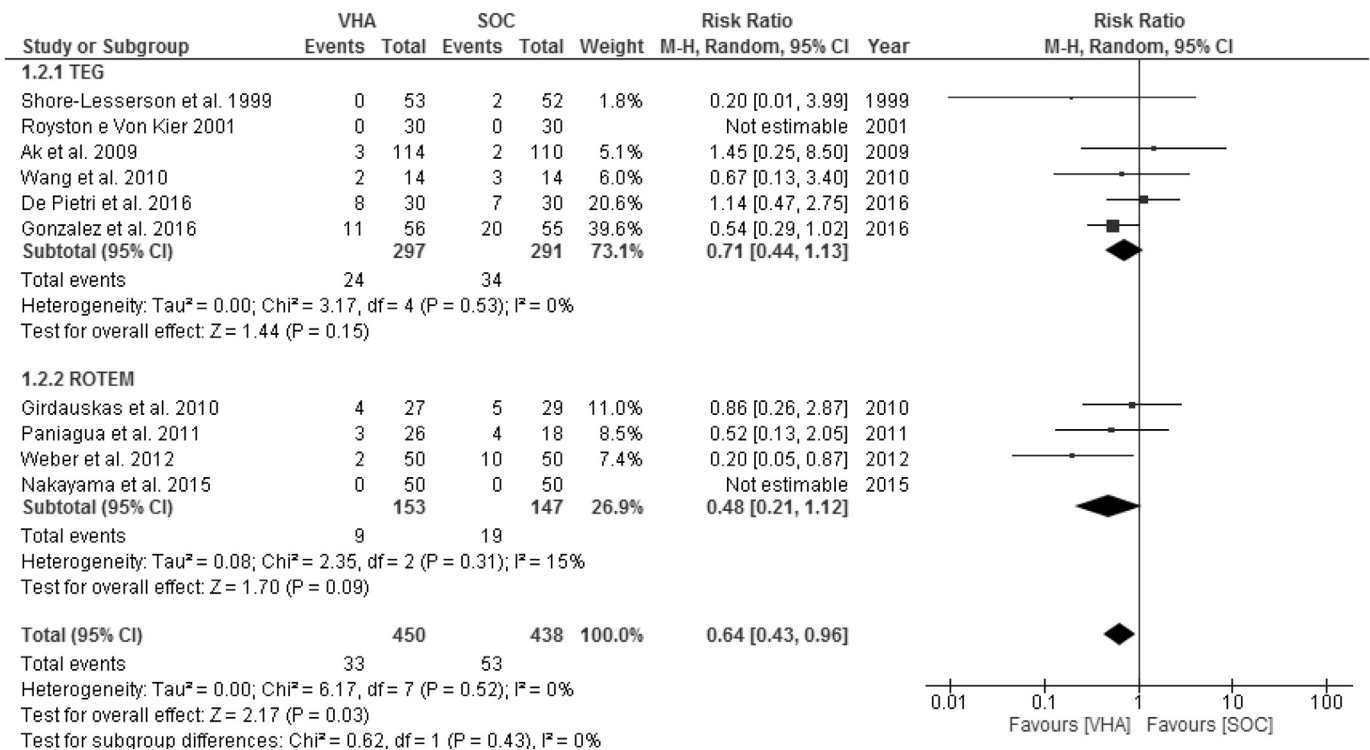 VHA SOC Risk Ratio Risk Ratio
Study or Subgroup Events Total Events Total Weight M-H, Random, 95% CI Year M-H, Random, 95% CI
1.2.1 TEG
Shore-Lesserson et al. 1999 0 53 2 52 1.8% 0.20 [0.01, 3.99] 1999
Royston e Von Kier 2001 0 30 0 30 Not estimable 2001
Ak et al. 2009 3 114 2 110 5.1% 1.45 [0.25, 8.50] 2009
Wang et al. 2010 2 14 3 14 6.0% 0.67 [0.13, 3.40] 2010
De Pietri et al. 2016 8 30 7 30 20.6% 1.14 [0.47, 2.75] 2016
Gonzalez et al. 2016 11 56 20 55 39.6% 0.54 [0.29, 1.02] 2016
Subtotal (95% CI) 297 291 73.1% 0.71 [0.44, 1.13]
Total events 24 34
Heterogeneity: Tau² = 0.00; Chi² = 3.17, df = 4 (P = 0.53); I² = 0%
Test for overall effect: Z = 1.44 (P = 0.15)
1.2.2 ROTEM
Girdauskas et al. 2010 4 27 5 29 11.0% 0.86 [0.26, 2.87] 2010
Paniagua et al. 2011 3 26 4 18 8.5% 0.52 [0.13, 2.05] 2011
Weber et al. 2012 2 50 10 50 7.4% 0.20 [0.05, 0.87] 2012
Nakayama et al. 2015 0 50 0 50 Not estimable 2015
Subtotal (95% CI) 153 147 26.9% 0.48 [0.21, 1.12]
Total events 9 19
Heterogeneity: Tau² = 0.08; Chi² = 2.35, df = 2 (P = 0.31); I² = 15%
Test for overall effect: Z = 1.70 (P = 0.09)
Total (95% CI) 450 438 100.0% 0.64 [0.43, 0.96]
Total events 33 53
Heterogeneity: Tau² = 0.00; Chi² = 6.17, df = 7 (P = 0.52); I² = 0%
Test for overall effect: Z = 2.17 (P = 0.03)
Test for subgroup differences: Chi² = 0.62, df = 1 (P = 0.43), I² = 0%
0.01 0.1 1 10 100
Favours [VHA] Favours [SOC]